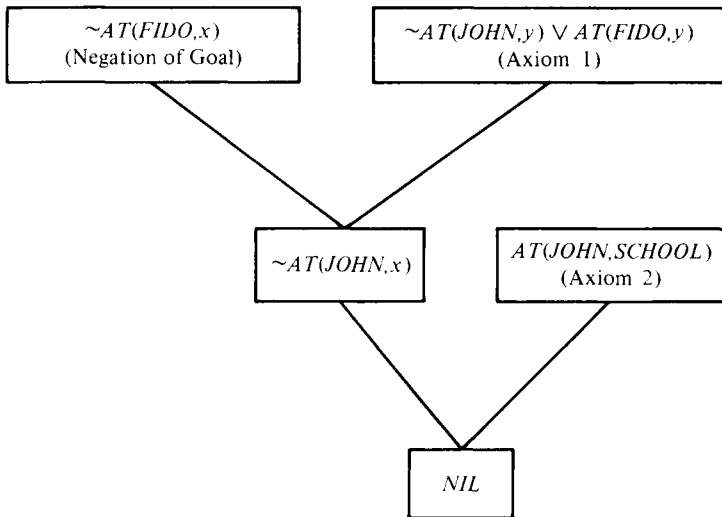 ~AT(FIDO,x)
(Negation of Goal)
~AT(JOHN,y) ∨ AT(FIDO,y)
(Axiom 1)
~AT(JOHN,x)
AT(JOHN,SCHOOL)
(Axiom 2)
NIL